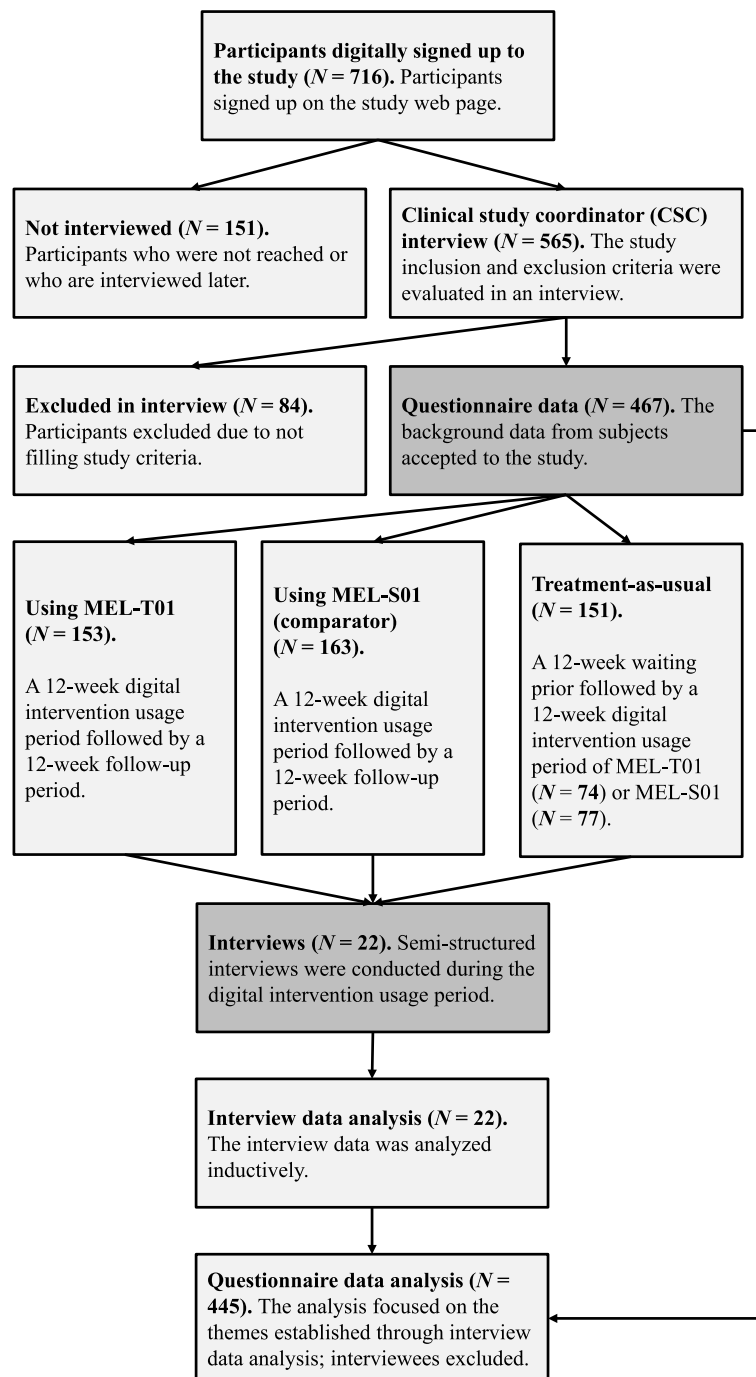 Participants digitally signed up to
the study (N = 716). Participants
signed up on the study web page.
Not interviewed (N = 151).
Participants who were not reached or
who are interviewed later.
Clinical study coordinator (CSC)
interview (N = 565). The study
inclusion and exclusion criteria were
evaluated in an interview.
Excluded in interview (N = 84).
Participants excluded due to not
filling study criteria.
Questionnaire data (N = 467). The
background data from subjects
accepted to the study.
Using MEL-T01
(N = 153).
A 12-week digital
intervention usage
period followed by a
12-week follow-up
period.
Using MEL-S01
(comparator)
(N = 163).
A 12-week digital
intervention usage
period followed by a
12-week follow-up
period.
Treatment-as-usual
(N = 151).
A 12-week waiting
prior followed by a
12-week digital
intervention usage
period of MEL-T01
(N = 74) or MEL-S01
(N = 77).
Interviews (N = 22). Semi-structured
interviews were conducted during the
digital intervention usage period.
Interview data analysis (N = 22).
The interview data was analyzed
inductively.
Questionnaire data analysis (N =
445). The analysis focused on the
themes established through interview
data analysis; interviewees excluded.